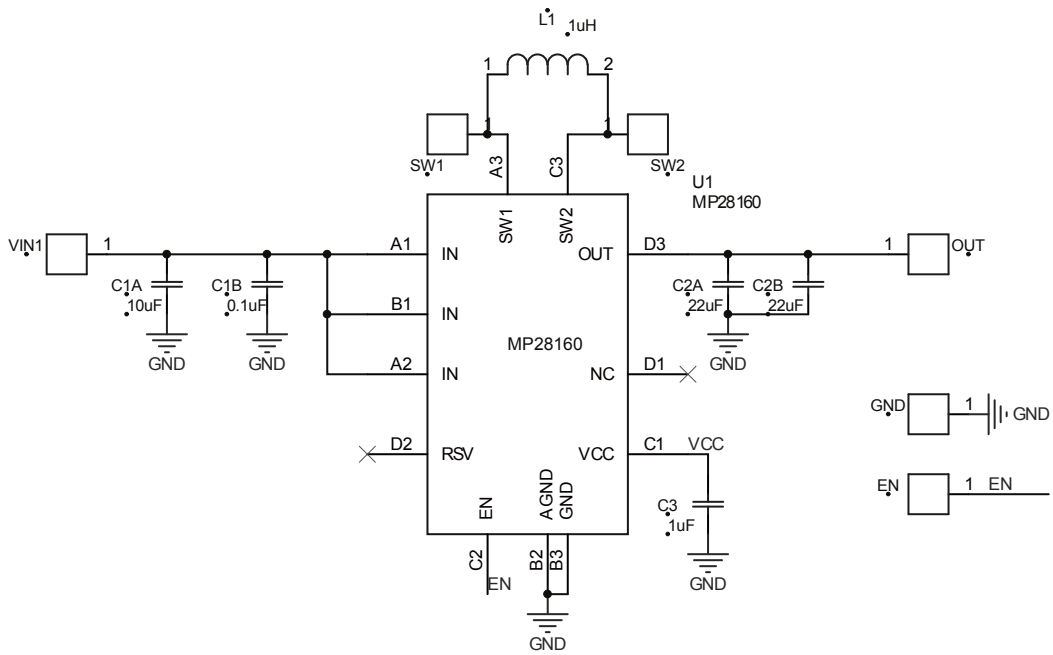 L1
1uH
1
2
1
1
SW1
SW2
A3
C3
U1
MP28160
SW1
SW2
VIN1
1
A1
IN
OUT
D3
1
OUT
C1A
10uF
C1B
0.1uF
C2A
22uF
C2B
22uF
B1
IN
GND
GND
MP28160
GND
A2
IN
NC
D1
GND
1
GND
D2
RSV
VCC
C1
VCC
EN
1
EN
EN
AGND
GND
C3
1uF
C2
EN
B2
B3
GND
GND